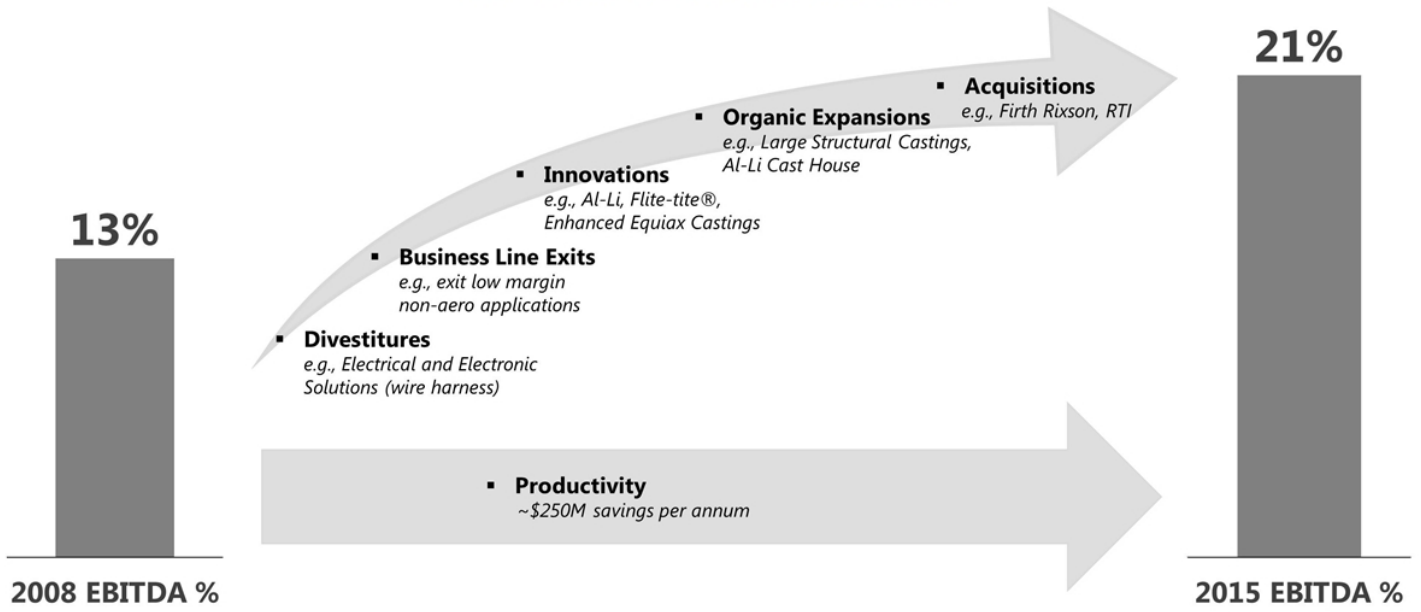 13%
2008 EBITDA %
▪ Divestitures
e.g., Electrical and Electronic
Solutions (wire harness)
▪ Business Line Exits
e.g., exit low margin
non-aero applications
▪ Innovations
e.g., Al-Li, Flite-tite®,
Enhanced Equiax Castings
▪ Organic Expansions
e.g., Large Structural Castings,
Al-Li Cast House
▪ Acquisitions
e.g., Firth Rixson, RTI
▪ Productivity
~$250M savings per annum
21%
2015 EBITDA %